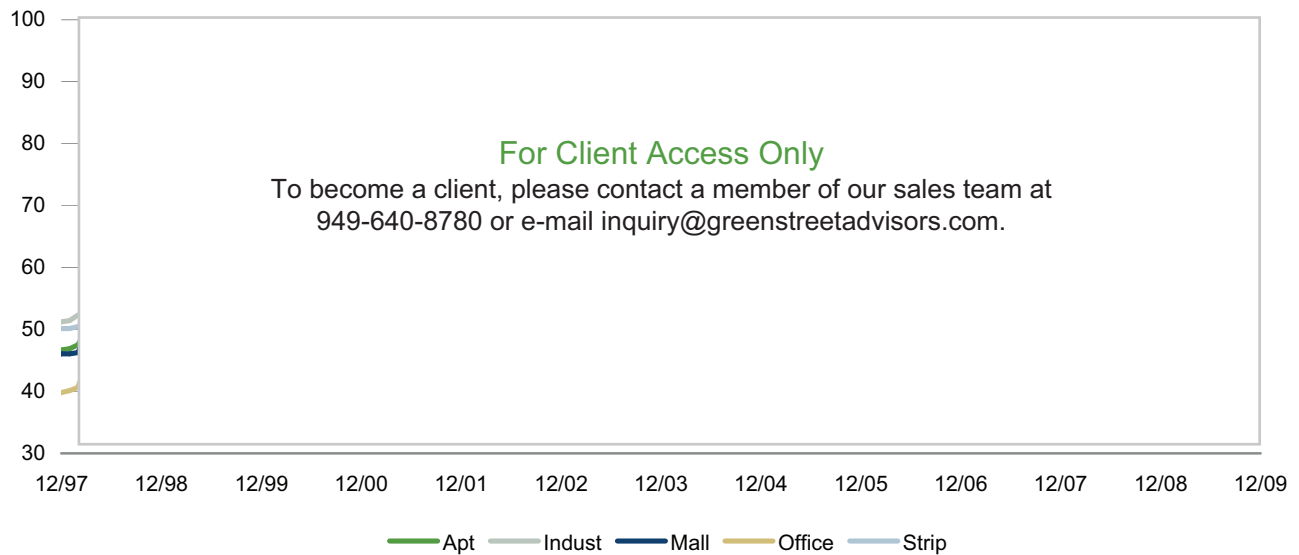 100
90
80
70
60
50
40
30
For Client Access Only
To become a client, please contact a member of our sales team at
949-640-8780 or e-mail inquiry@greenstreetadvisors.com.
12/97 12/98 12/99 12/00 12/01 12/02 12/03 12/04 12/05 12/06 12/07 12/08 12/09
Apt Indust Mall Office Strip